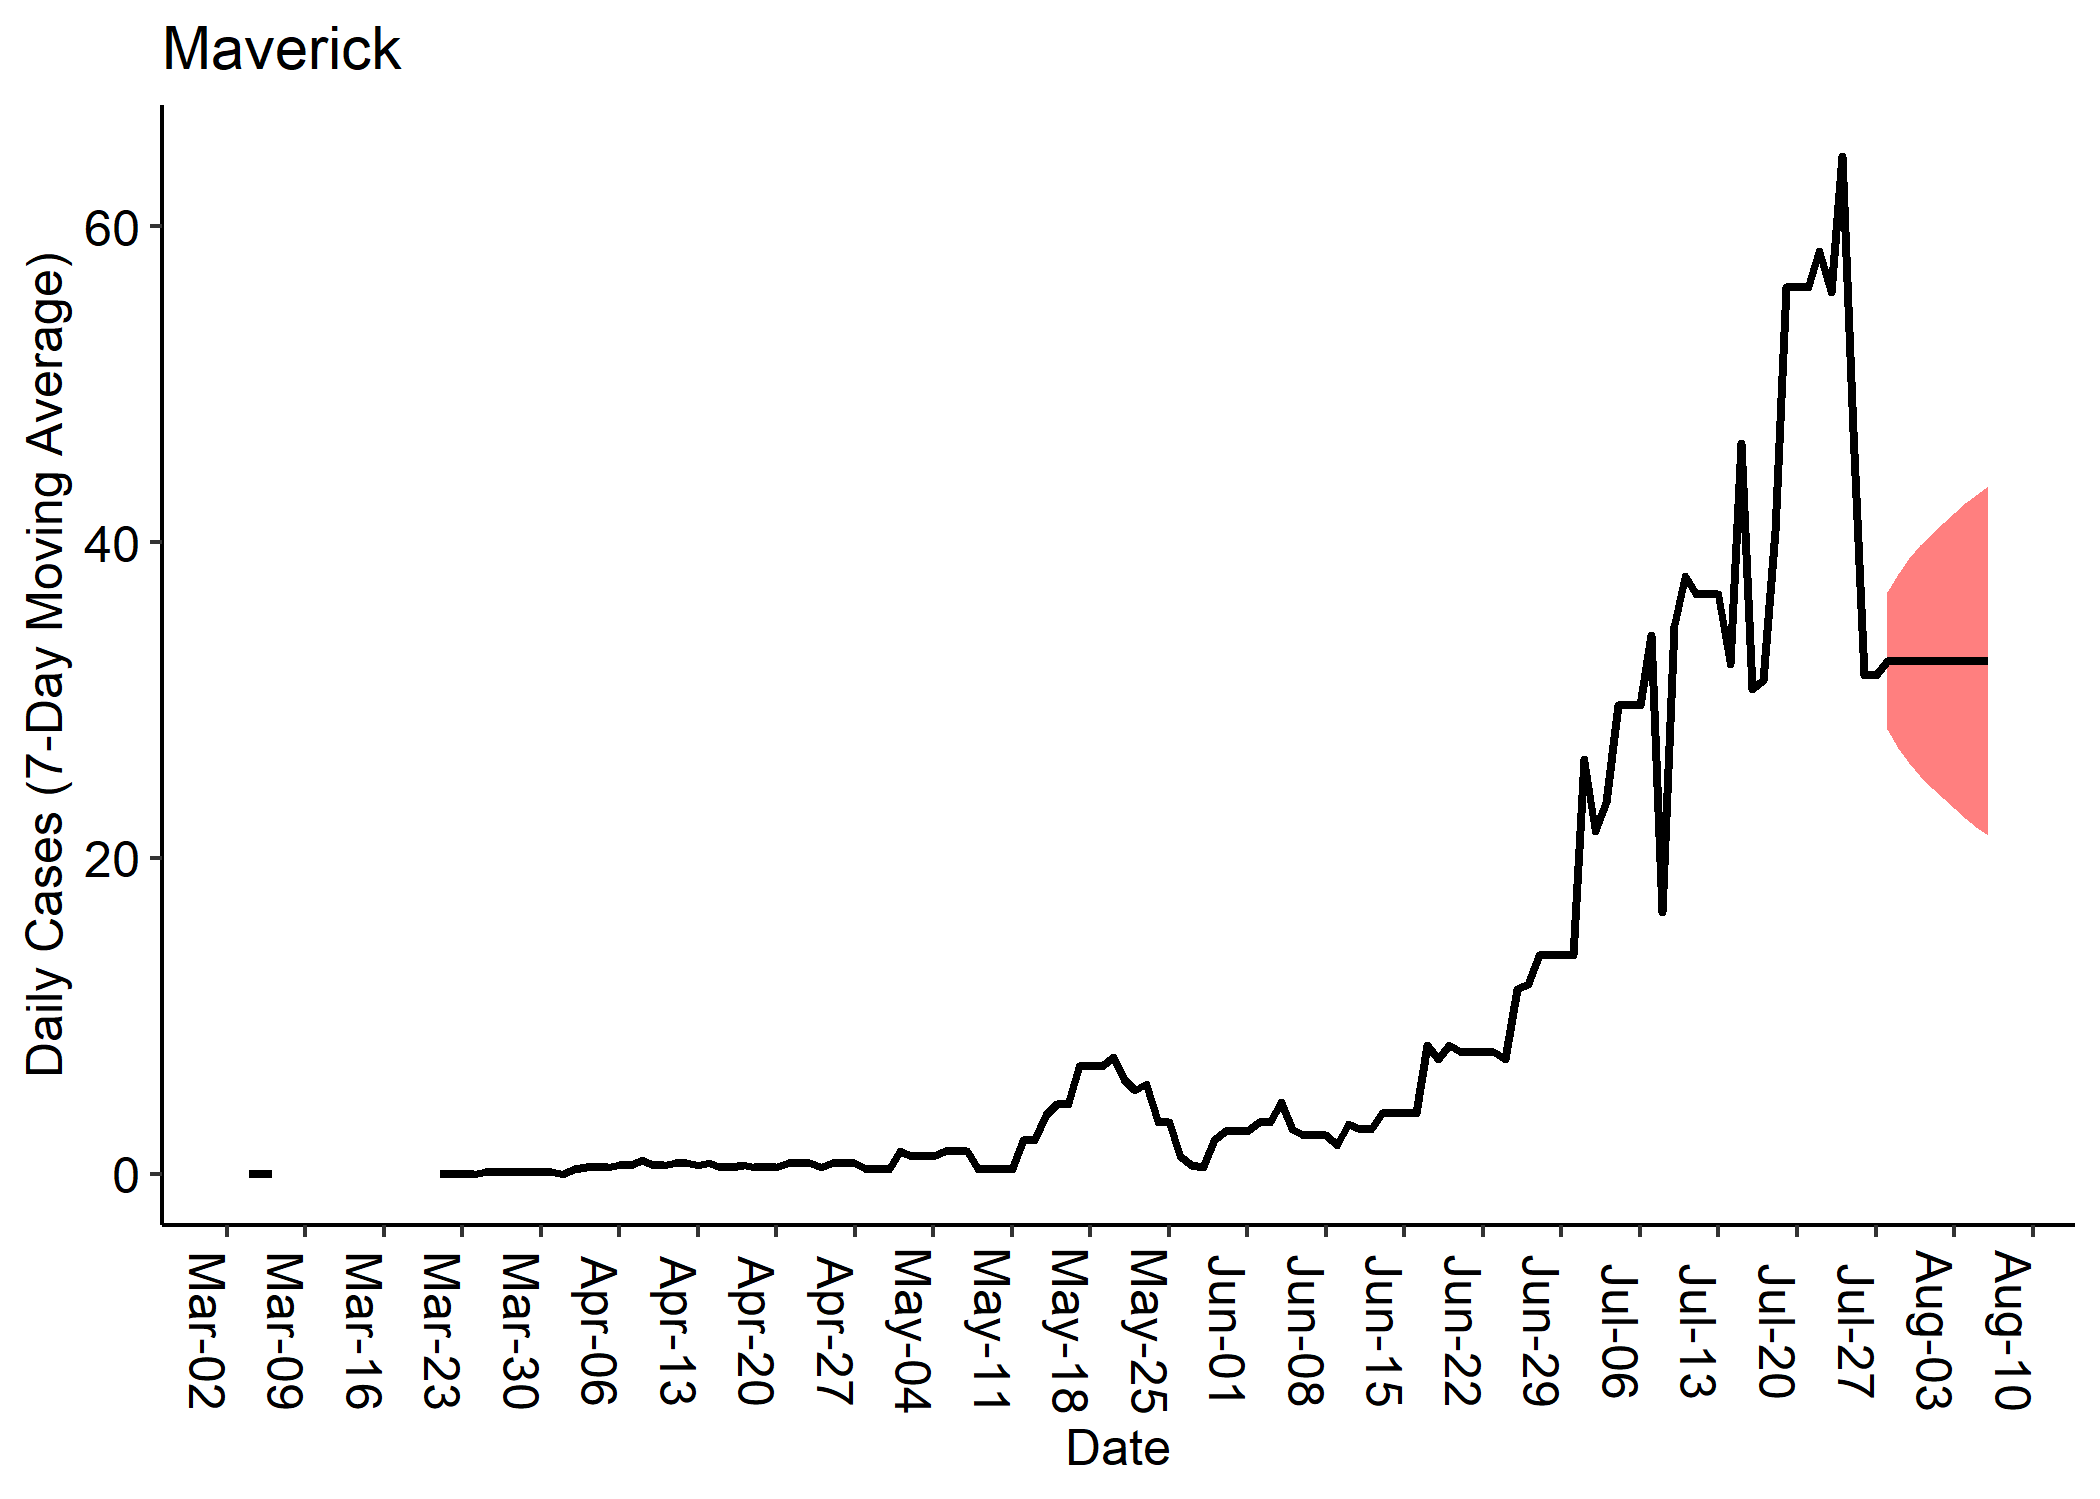 Maverick
Daily Cases (7-Day Moving Average)
60
40
20
0
Mar-02
Mar-09
Mar-16
Mar-23
Mar-30
Apr-06
Apr-13
Apr-20
Apr-27
May-04
May-11
May-18
May-25
Jun-01
Jun-08
Jun-15
Jun-22
Jun-29
Jul-06
Jul-13
Jul-20
Jul-27
Aug-03
Aug-10
Date